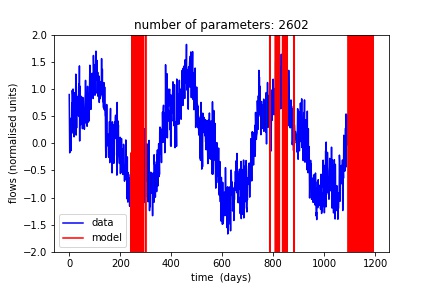 number of parameters: 2602
flows (normalised units)
2.0
1.5
1.0
0.5
0.0
−0.5
−1.0
−1.5
−2.0
data
model
0 200 400 600 800 1000 1200
time (days)